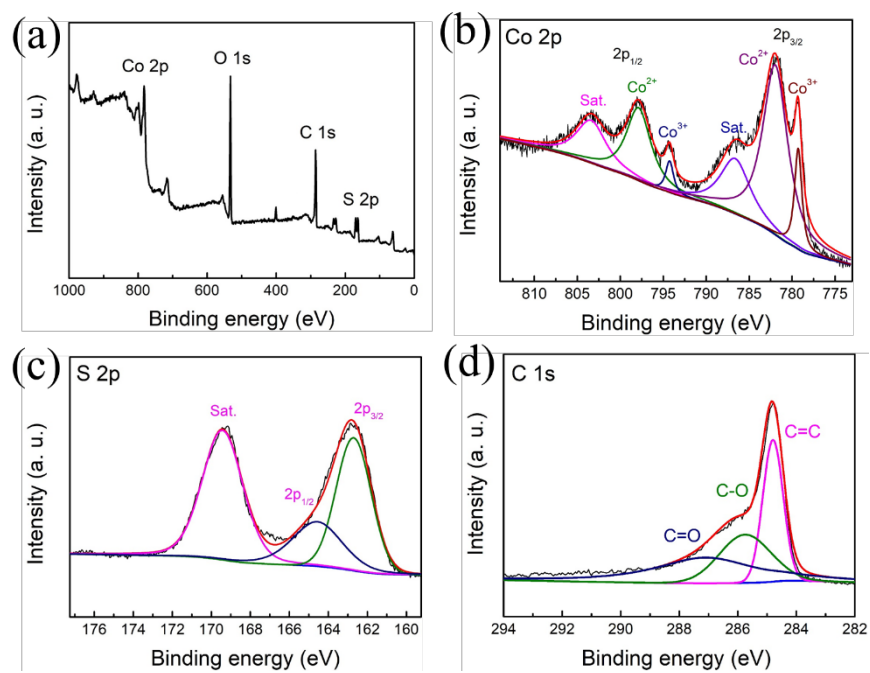 (a)
Co 2p
O 1s
C 1s
S 2p
Intensity (a. u.)
1000 800 600 400 200 0
Binding energy (eV)
(b)
Co 2p
2p1/2
2p3/2
Sat.
Co2+
Co3+
Sat.
Co2+
Co3+
Intensity (a. u.)
810 805 800 795 790 785 780 775
Binding energy (eV)
(c)
S 2p
Sat.
2p1/2
2p3/2
Intensity (a. u.)
176 174 172 170 168 166 164 162 160
Binding energy (eV)
(d)
C 1s
C=C
C-O
C=O
Intensity (a. u.)
294 292 290 288 286 284 282
Binding energy (eV)